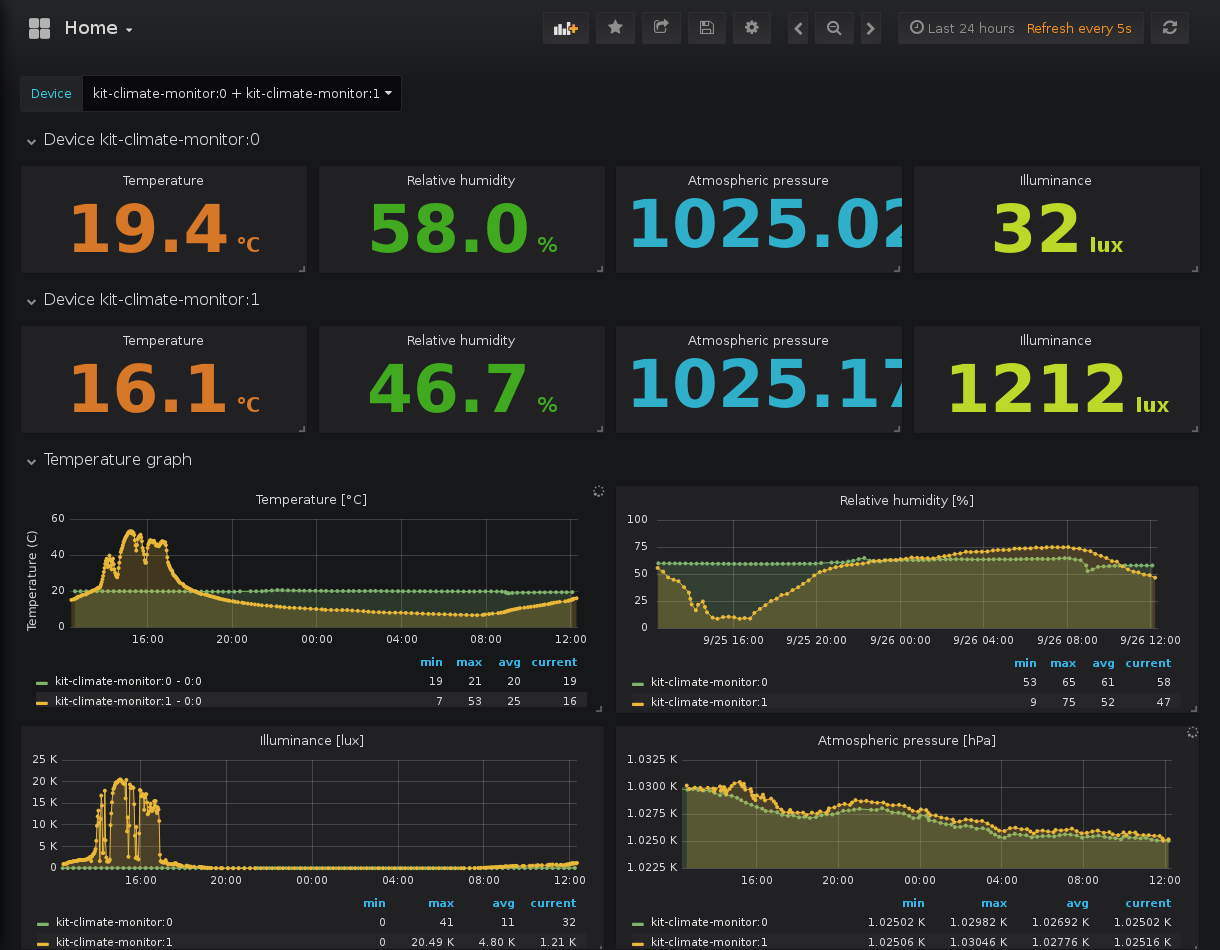 Home
Last 24 hours Refresh every 5s
Device kit-climate-monitor:0 + kit-climate-monitor:1
Device kit-climate-monitor:0
Temperature Relative humidity Atmospheric pressure Illuminance
19.4 °C 58.0 % 1025.02 32 lux
Device kit-climate-monitor:1
Temperature Relative humidity Atmospheric pressure Illuminance
16.1 °C 46.7 % 1025.17 1212 lux
Temperature graph
Temperature [°C]
Temperature (C)
60
40
20
0
16:00 20:00 00:00 04:00 08:00 12:00
min max avg current
kit-climate-monitor:0 - 0:0 19 21 20 19
kit-climate-monitor:1 - 0:0 7 53 25 16
Relative humidity [%]
100
75
50
25
0
9/25 16:00 9/25 20:00 9/26 00:00 9/26 04:00 9/26 08:00 9/26 12:00
min max avg current
kit-climate-monitor:0 53 65 61 58
kit-climate-monitor:1 9 75 52 47
Illuminance [lux]
25 K
20 K
15 K
10 K
5 K
0
16:00 20:00 00:00 04:00 08:00 12:00
min max avg current
kit-climate-monitor:0 0 41 11 32
kit-climate-monitor:1 0 20.49 K 4.80 K 1.21 K
Atmospheric pressure [hPa]
1.0325 K
1.0300 K
1.0275 K
1.0250 K
1.0225 K
16:00 20:00 00:00 04:00 08:00 12:00
min max avg current
kit-climate-monitor:0 1.02502 K 1.02982 K 1.02692 K 1.02502 K
kit-climate-monitor:1 1.02506 K 1.03046 K 1.02776 K 1.02516 K